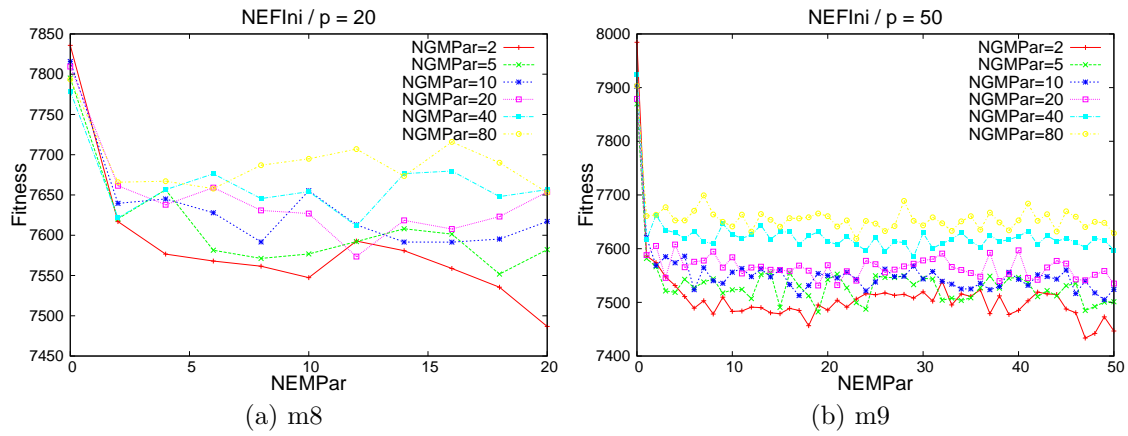 NEFIni / p = 20
7850
7800
7750
7700
7650
7600
7550
7500
7450
Fitness
0
5
10
15
20
NEMPar
NGMPar=2
NGMPar=5
NGMPar=10
NGMPar=20
NGMPar=40
NGMPar=80
(a) m8
NEFIni / p = 50
8000
7900
7800
7700
7600
7500
7400
Fitness
0
10
20
30
40
50
NEMPar
NGMPar=2
NGMPar=5
NGMPar=10
NGMPar=20
NGMPar=40
NGMPar=80
(b) m9